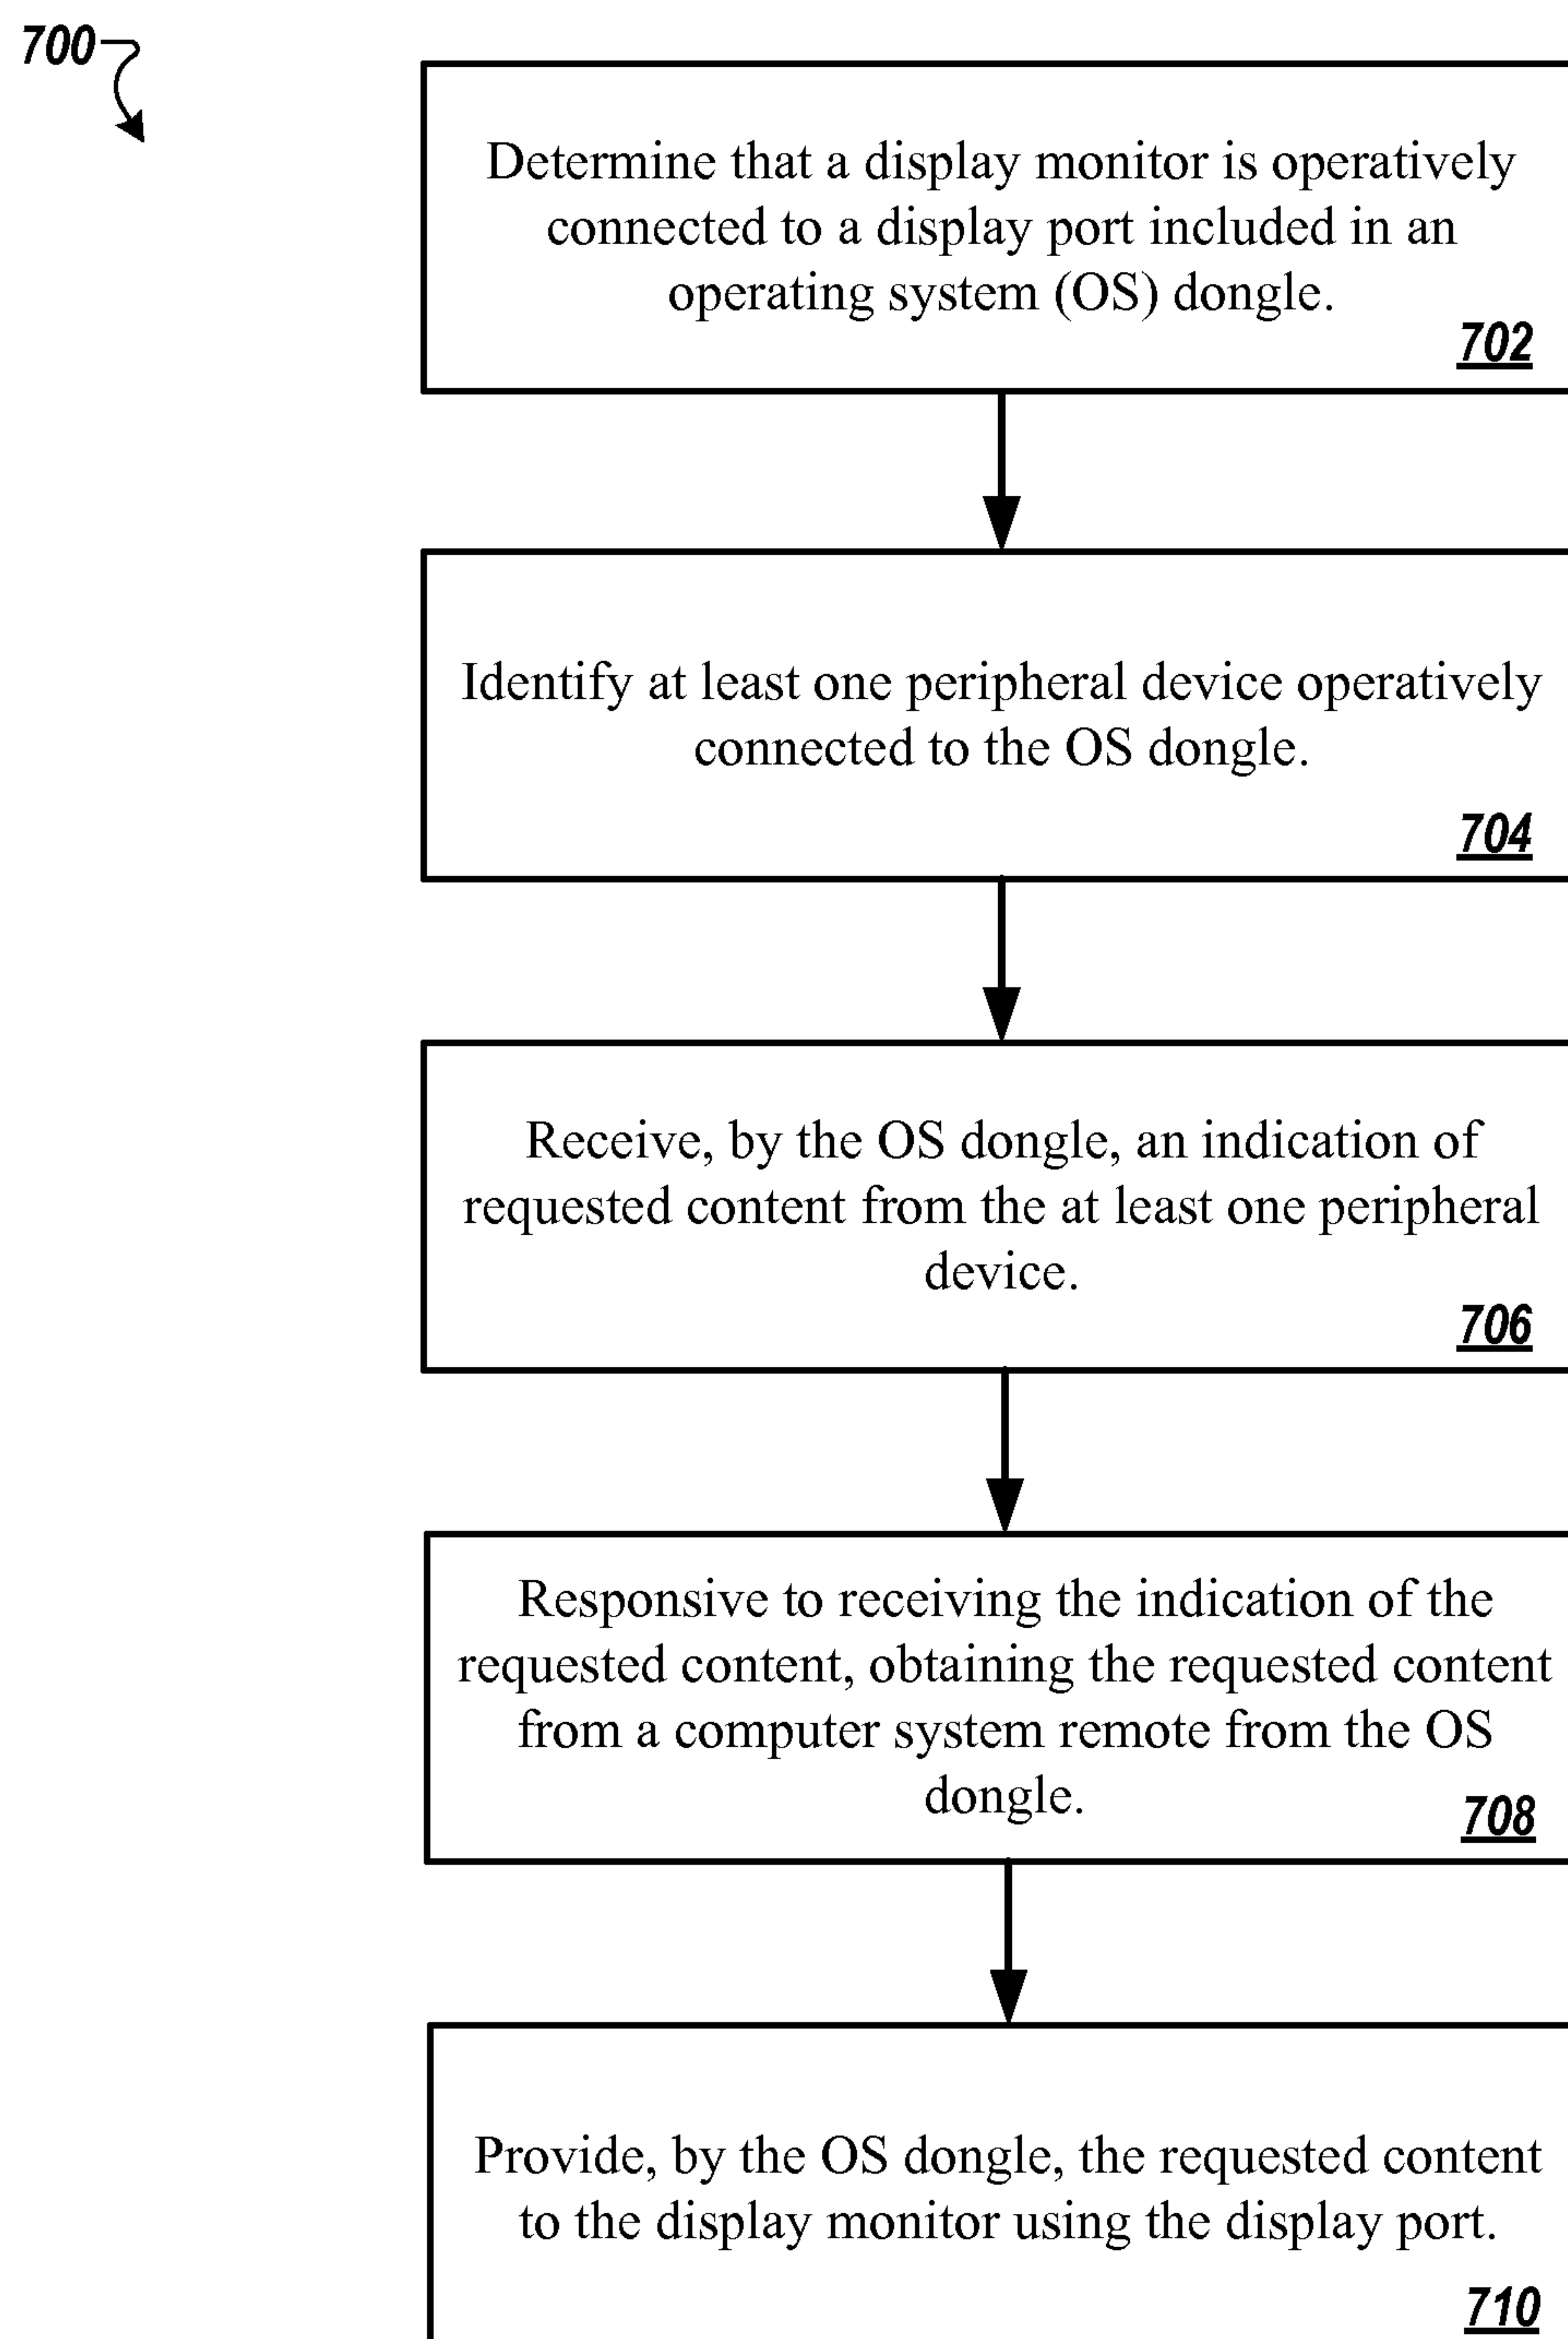 700
Determine that a display monitor is operatively
connected to a display port included in an
operating system (OS) dongle.
702
Identify at least one peripheral device operatively
connected to the OS dongle.
704
Receive, by the OS dongle, an indication of
requested content from the at least one peripheral
device.
706
Responsive to receiving the indication of the
requested content, obtaining the requested content
from a computer system remote from the OS
dongle.
708
Provide, by the OS dongle, the requested content
to the display monitor using the display port.
710